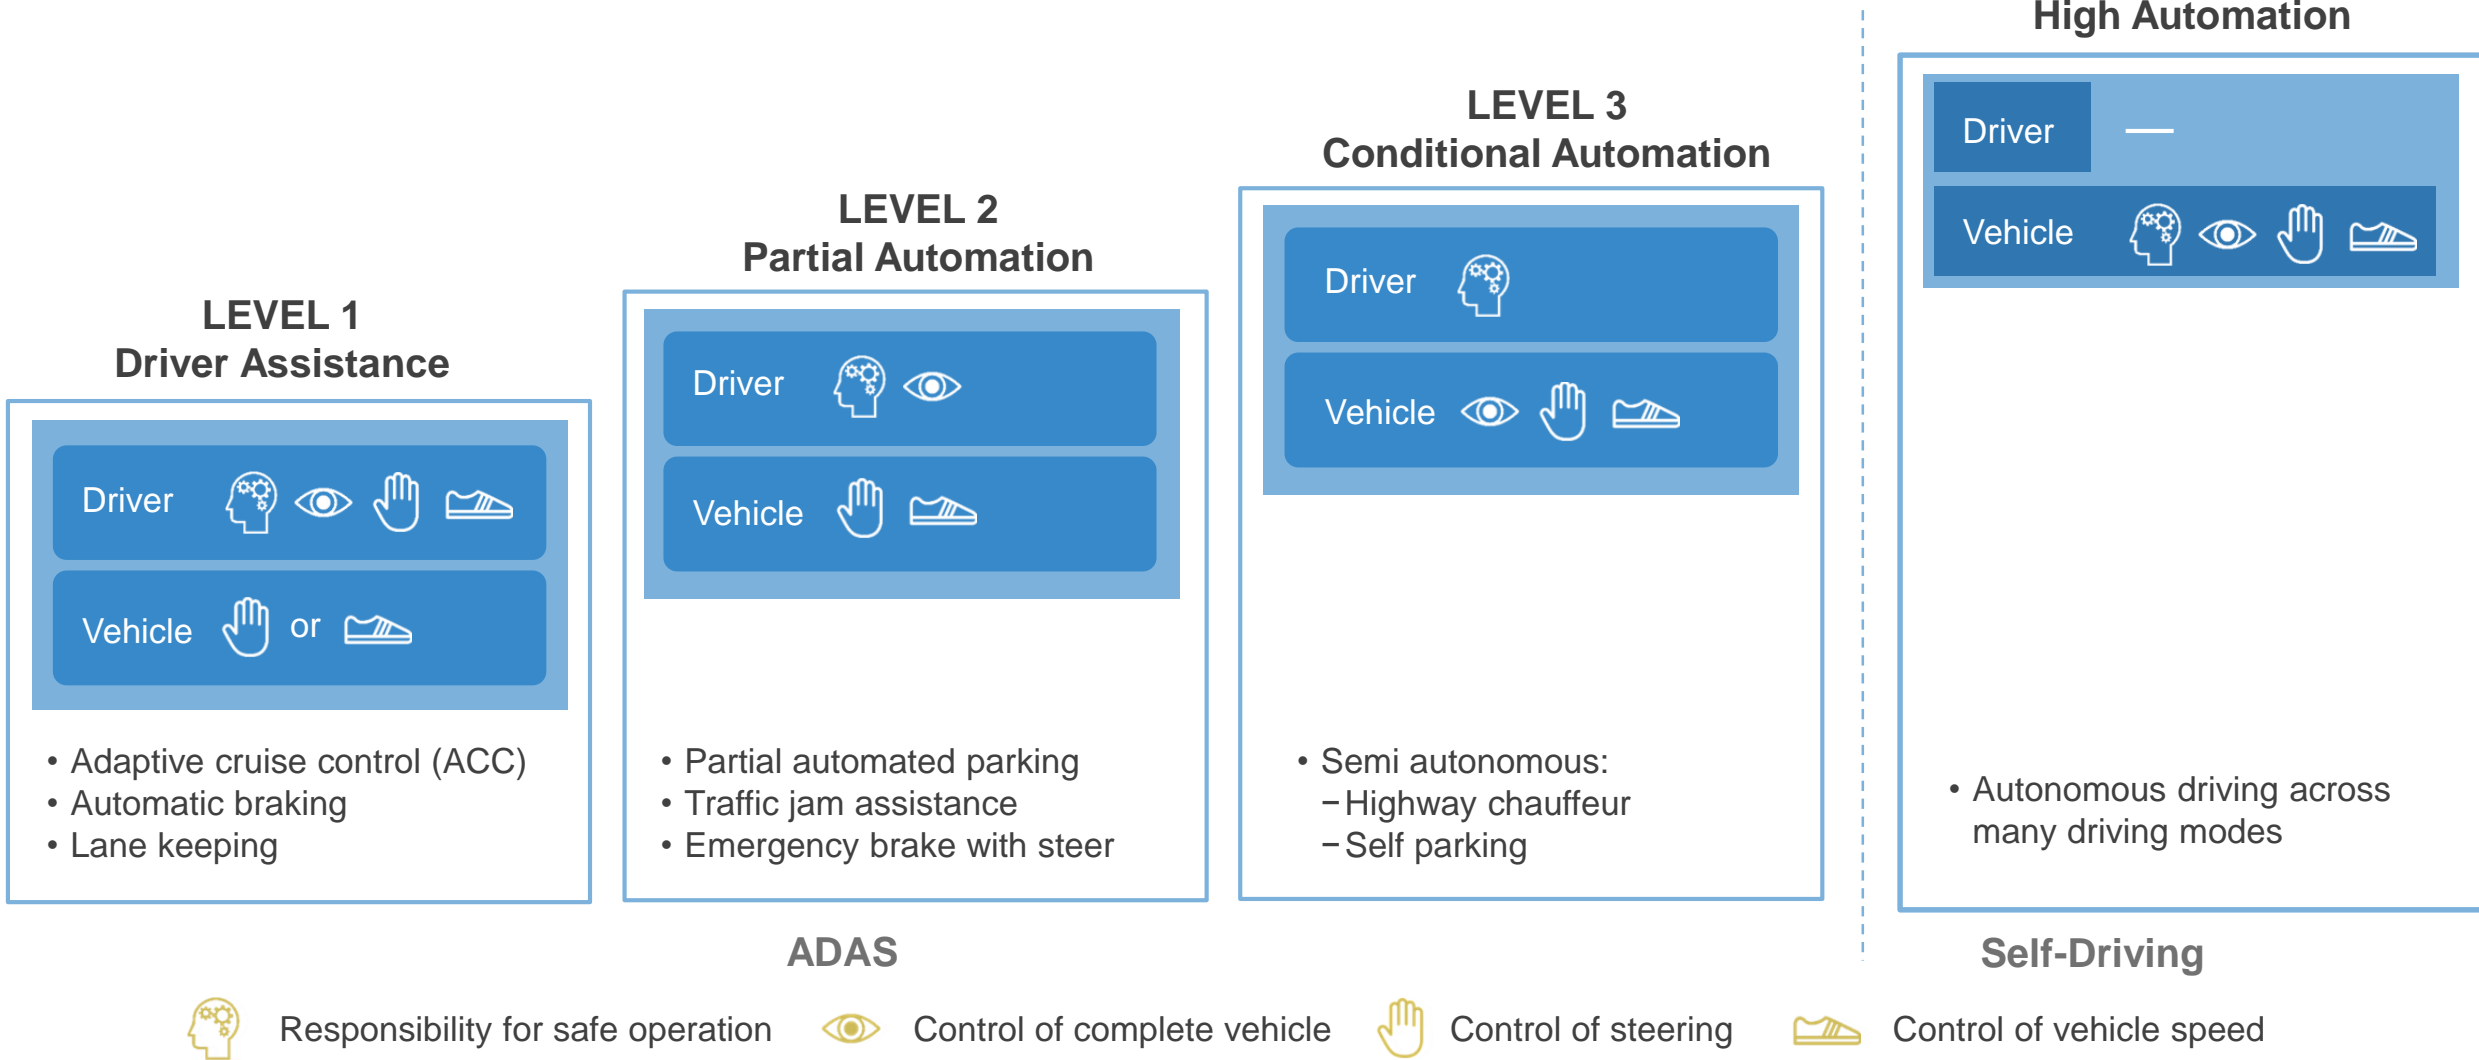 LEVEL 1
Driver Assistance
Driver
Vehicle or
• Adaptive cruise control (ACC)
• Automatic braking
• Lane keeping
LEVEL 2
Partial Automation
Driver
Vehicle
• Partial automated parking
• Traffic jam assistance
• Emergency brake with steer
LEVEL 3
Conditional Automation
Driver
Vehicle
• Semi autonomous:
−Highway chauffeur
−Self parking
High Automation
Driver —
Vehicle
• Autonomous driving across
many driving modes
ADAS
Self-Driving
Responsibility for safe operation
Control of complete vehicle
Control of steering
Control of vehicle speed